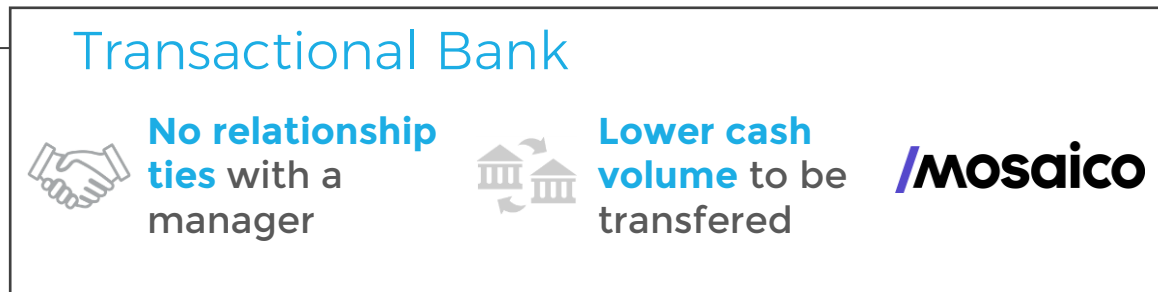 Transactional Bank
No relationship
ties with a
manager
Lower cash
volume to be
transfered
/mosaico